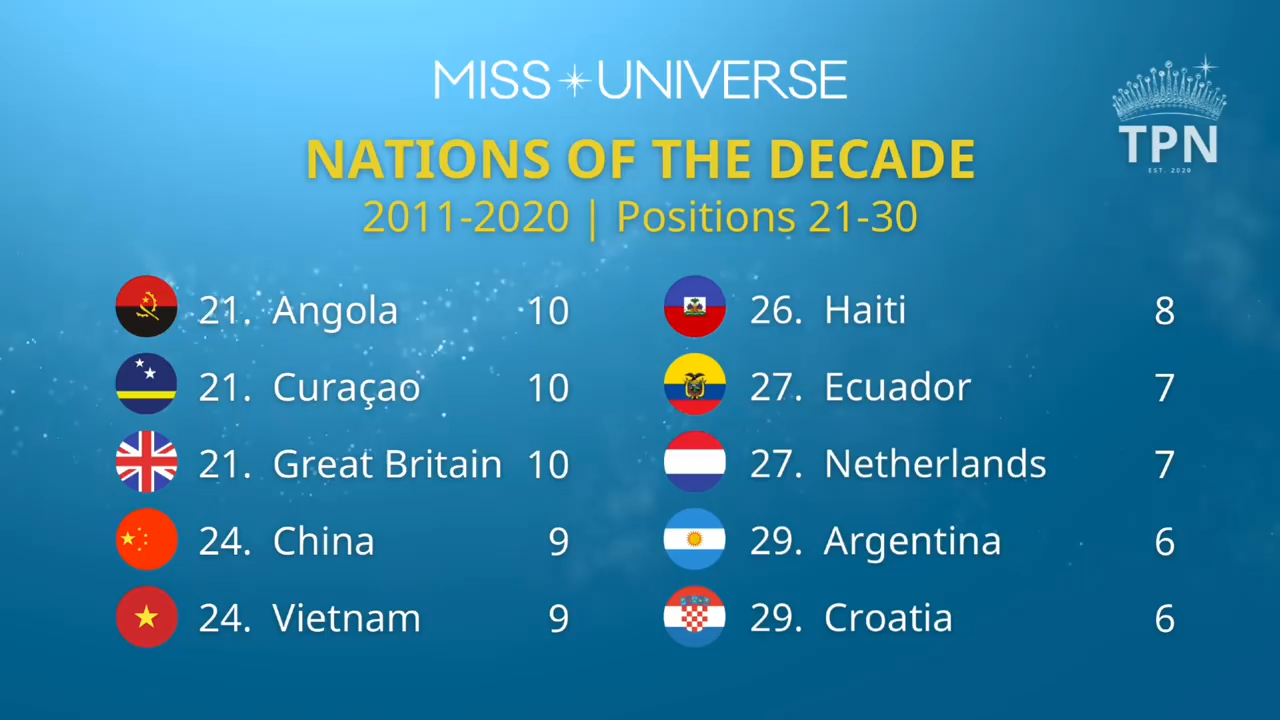 MISS UNIVERSE
NATIONS OF THE DECADE
2011-2020 | Positions 21-30
TPN
EST. 2020
21. Angola 10
21. Curaçao 10
21. Great Britain 10
24. China 9
24. Vietnam 9
26. Haiti 8
27. Ecuador 7
27. Netherlands 7
29. Argentina 6
29. Croatia 6